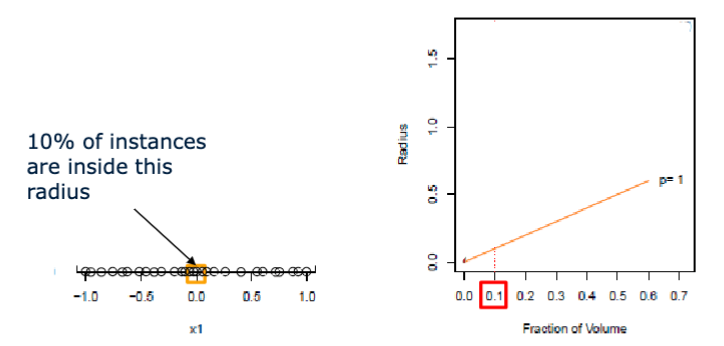 10% of instances
are inside this
radius
-1.0 -0.5 0.0 0.5 1.0
x1
Radius
1.5
1.0
0.5
0.0
p= 1
0.0 0.1 0.2 0.3 0.4 0.5 0.6 0.7
Fraction of Volume